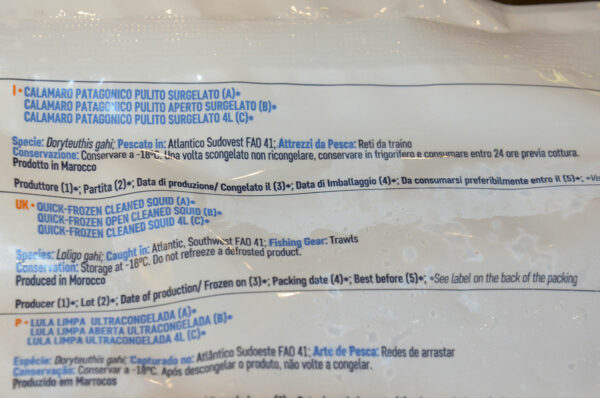 I • CALAMARO PATAGONICO PULITO SURGELATO (A)*
CALAMARO PATAGONICO PULITO APERTO SURGELATO (B)*
CALAMARO PATAGONICO PULITO SURGELATO 4L (C)*
Specie: Doryteuthis gahi; Pescato in: Atlantico Sudovest FAO 41; Attrezzi da Pesca: Reti da traino
Conservazione: Conservare a -18ºC. Una volta scongelato non ricongelare, conservare in frigorifero e consumare entro 24 ore previa cottura.
Prodotto in Marocco
Produttore (1)*; Partita (2)*; Data di produzione/ Congelato il (3)*; Data di Imballaggio (4)*; Da consumarsi preferibilmente entro il (5)*; *Ve
UK • QUICK-FROZEN CLEANED SQUID (A)*
QUICK-FROZEN OPEN CLEANED SQUID (B)*
QUICK-FROZEN CLEANED SQUID 4L (C)*
Species: Loligo gahi; Caught in: Atlantic, Southwest FAO 41; Fishing Gear: Trawls
Conservation: Storage at -18ºC. Do not refreeze a defrosted product.
Produced in Morocco
Producer (1)*; Lot (2)*; Date of production/ Frozen on (3)*; Packing date (4)*; Best before (5)*; *See label on the back of the packing
P • LULA LIMPA ULTRACONGELADA (A)*
LULA LIMPA ABERTA ULTRACONGELADA (B)*
LULA LIMPA ULTRACONGELADA 4L (C)*
Espécie: Doryteuthis gahi; Capturado no: Atlântico Sudoeste FAO 41; Arte de Pesca: Redes de arrastar
Conservação: Conservar a -18ºC. Após descongelar o produto, não volte a congelar.
Produzido em Marrocos